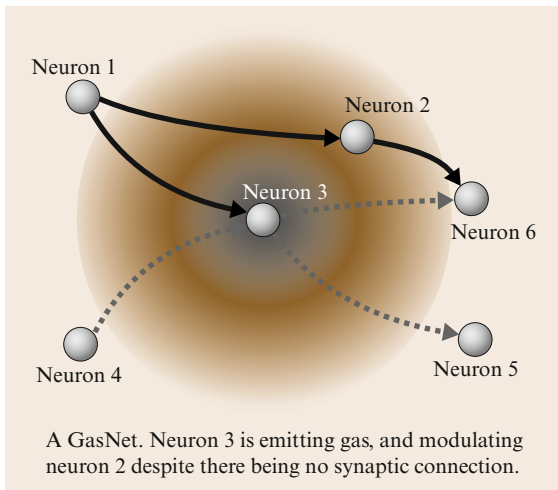 Neuron 1
Neuron 2
Neuron 3
Neuron 6
Neuron 4
Neuron 5
A GasNet. Neuron 3 is emitting gas, and modulating
neuron 2 despite there being no synaptic connection.